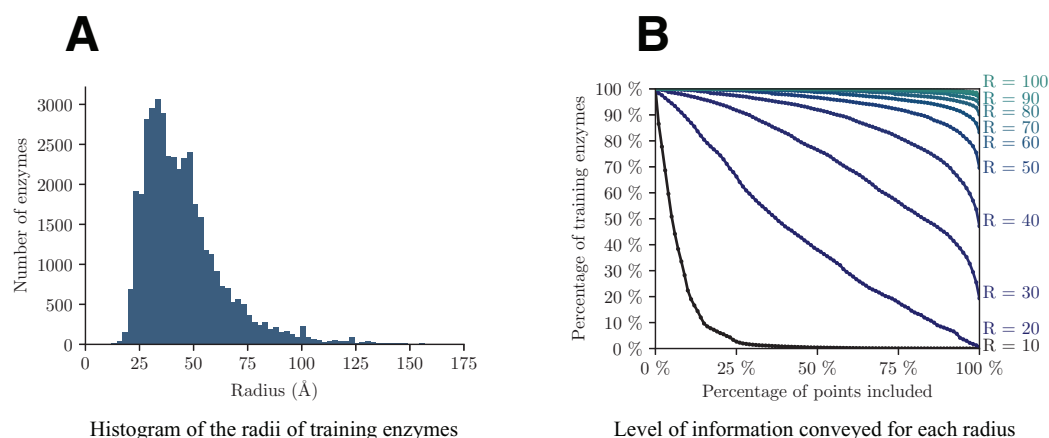 A
3000
2500
2000
1500
1000
500
0
Number of enzymes
0 25 50 75 100 125 150 175
Radius (Å)
Histogram of the radii of training enzymes
B
100 %
90 %
80 %
70 %
60 %
50 %
40 %
30 %
20 %
10 %
0 %
Percentage of training enzymes
0 % 25 % 50 % 75 % 100 %
Percentage of points included
R = 100
R = 90
R = 80
R = 70
R = 60
R = 50
R = 40
R = 30
R = 20
R = 10
Level of information conveyed for each radius